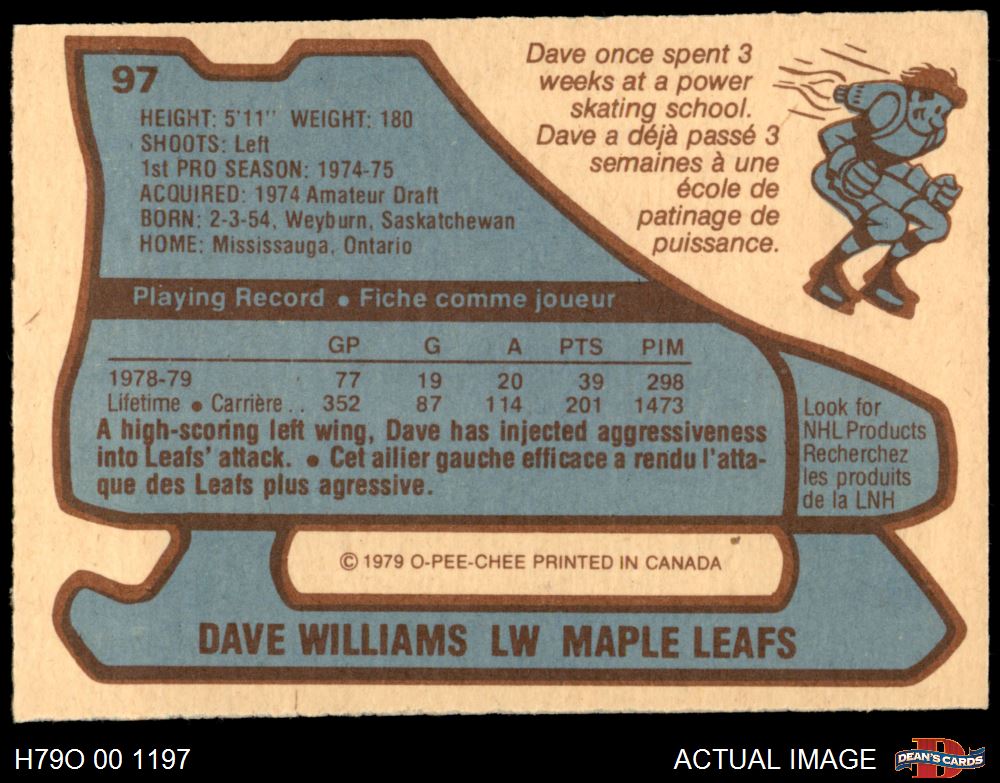 97
HEIGHT: 5'11" WEIGHT: 180
SHOOTS: Left
1st PRO SEASON: 1974-75
ACQUIRED: 1974 Amateur Draft
BORN: 2-3-54, Weyburn, Saskatchewan
HOME: Mississauga, Ontario
Dave once spent 3
weeks at a power
skating school.
Dave a déjà passé 3
semaines à une
école de
patinage de
puissance.
Playing Record • Fiche comme joueur
GP G A PTS PIM
1978-79 77 19 20 39 298
Lifetime • Carrière .. 352 87 114 201 1473
A high-scoring left wing, Dave has injected aggressiveness
into Leafs' attack. • Cet ailier gauche efficace a rendu l'atta-
que des Leafs plus agressive.
Look for
NHL Products
Recherchez
les produits
de la LNH
© 1979 O-PEE-CHEE PRINTED IN CANADA
DAVE WILLIAMS LW MAPLE LEAFS
H79O 00 1197
ACTUAL IMAGE
D
DEAN'S CARDS